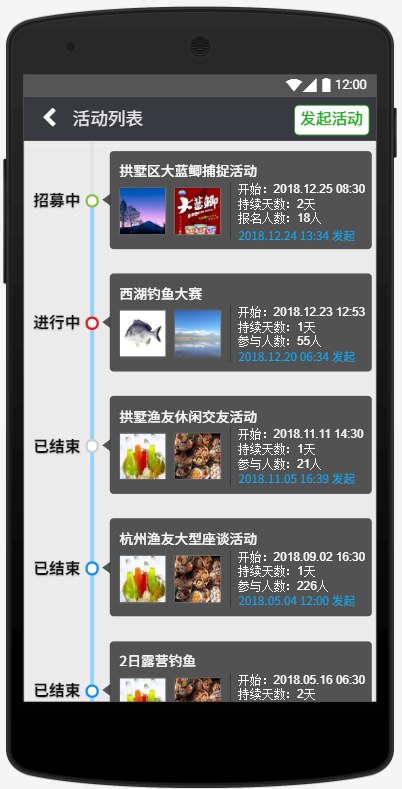 12:00
活动列表
发起活动
拱墅区大蓝鲫捕捉活动
招募中
大蓝鲫
开始：2018.12.25 08:30
持续天数：2天
报名人数：18人
2018.12.24 13:34 发起
西湖钓鱼大赛
进行中
开始：2018.12.23 12:53
持续天数：1天
参与人数：55人
2018.12.20 06:34 发起
拱墅渔友休闲交友活动
已结束
开始：2018.11.11 14:30
持续天数：1天
参与人数：21人
2018.11.05 16:39 发起
杭州渔友大型座谈活动
已结束
开始：2018.09.02 16:30
持续天数：1天
参与人数：226人
2018.05.04 12:00 发起
2日露营钓鱼
已结束
开始：2018.05.16 06:30
持续天数：2天